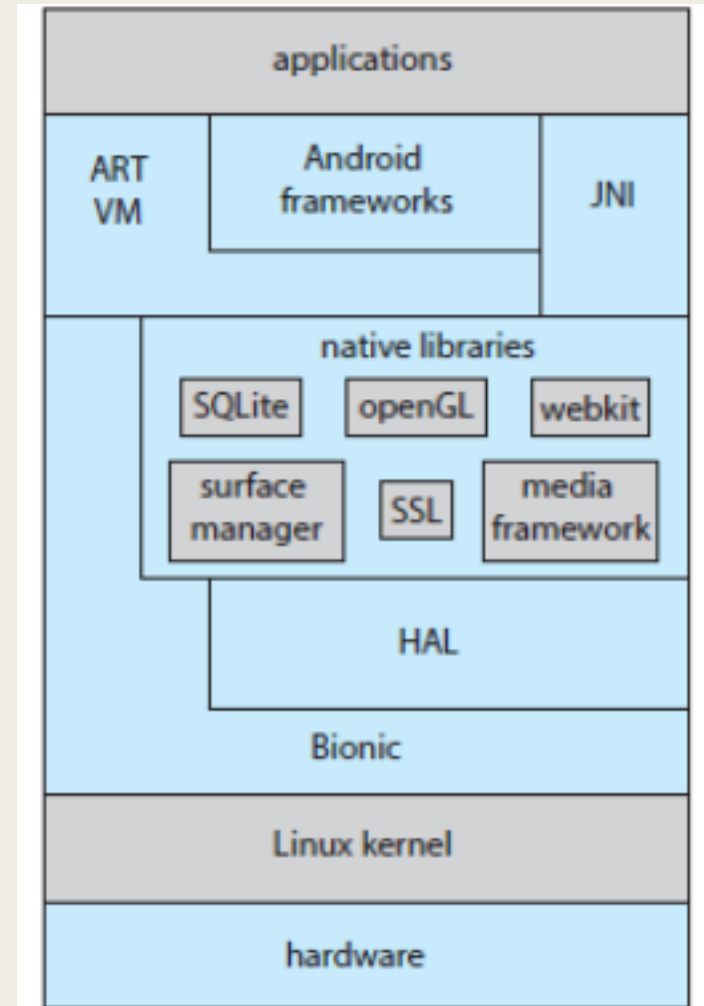 applications
ART
VM
Android
frameworks
JNI
native libraries
SQLite
openGL
webkit
surface
manager
SSL
media
framework
HAL
Bionic
Linux kernel
hardware